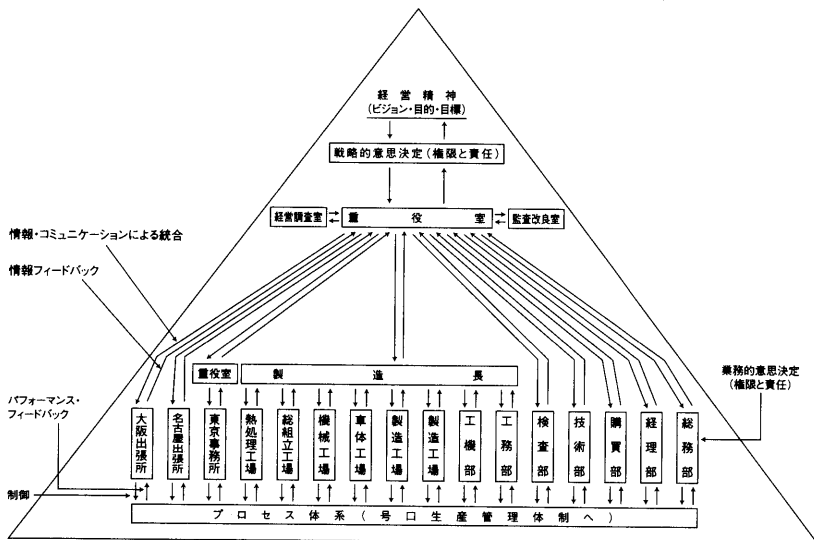 経営精神
(ビジョン・目的・目標)
戦略的意思決定(権限と責任)
経営調査室
重役室
監査改良室
情報・コミュニケーションによる統合
情報フィードバック
重役室
製造長
業務的意思決定
(権限と責任)
パフォーマンス・
フィードバック
大阪出張所
名古屋出張所
東京事務所
熱処理工場
総組立工場
機械工場
車体工場
製造工場
製造工場
工機部
工務部
検査部
技術部
購買部
経理部
総務部
制御
プロセス体系(号口生産管理体制へ)